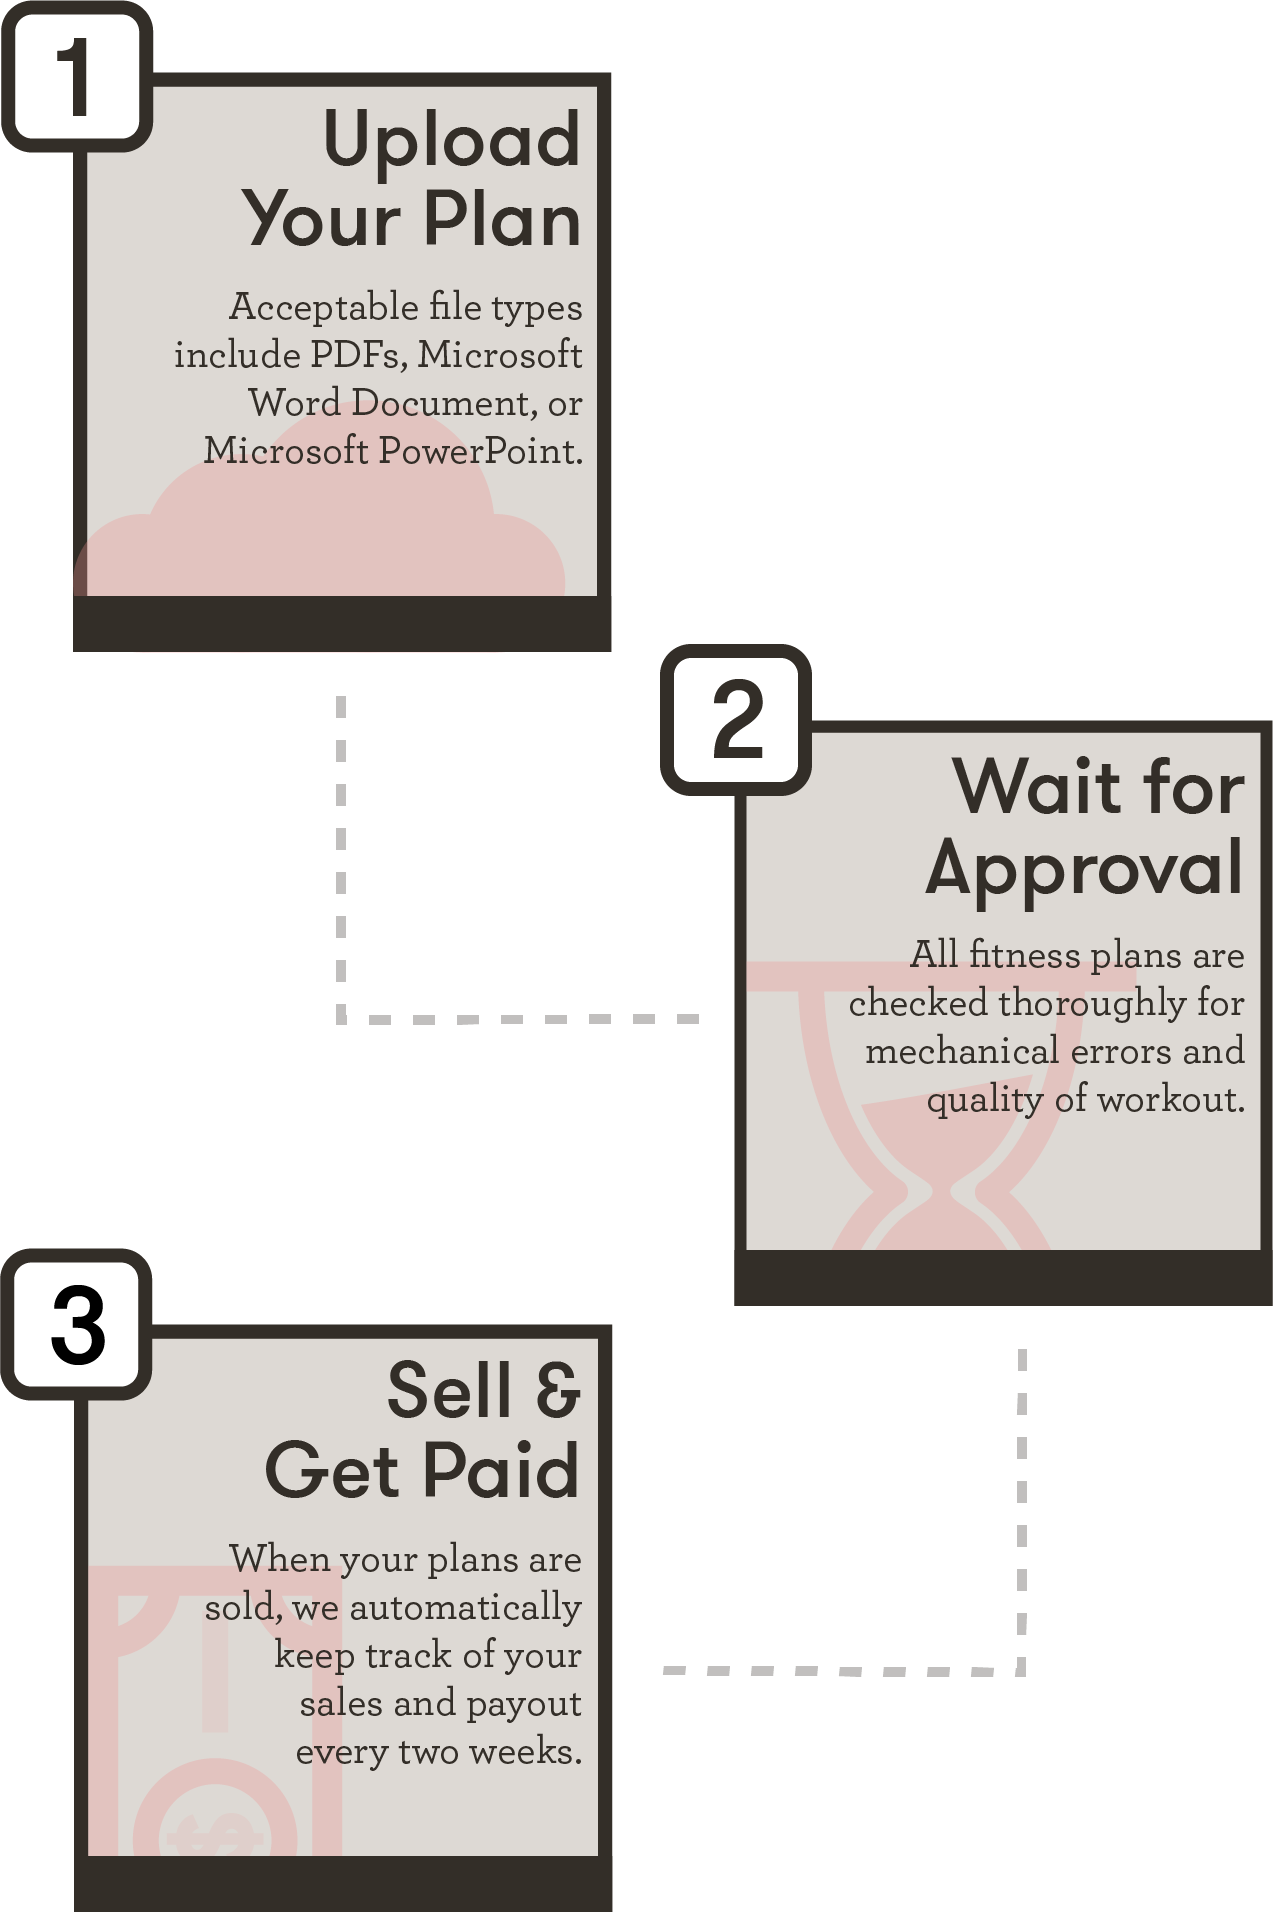 1
Upload
Your Plan
Acceptable file types
include PDFs, Microsoft
Word Document, or
Microsoft PowerPoint.
2
Wait for
Approval
All fitness plans are
checked thoroughly for
mechanical errors and
quality of workout.
3
Sell &
Get Paid
When your plans are
sold, we automatically
keep track of your
sales and payout
every two weeks.
$